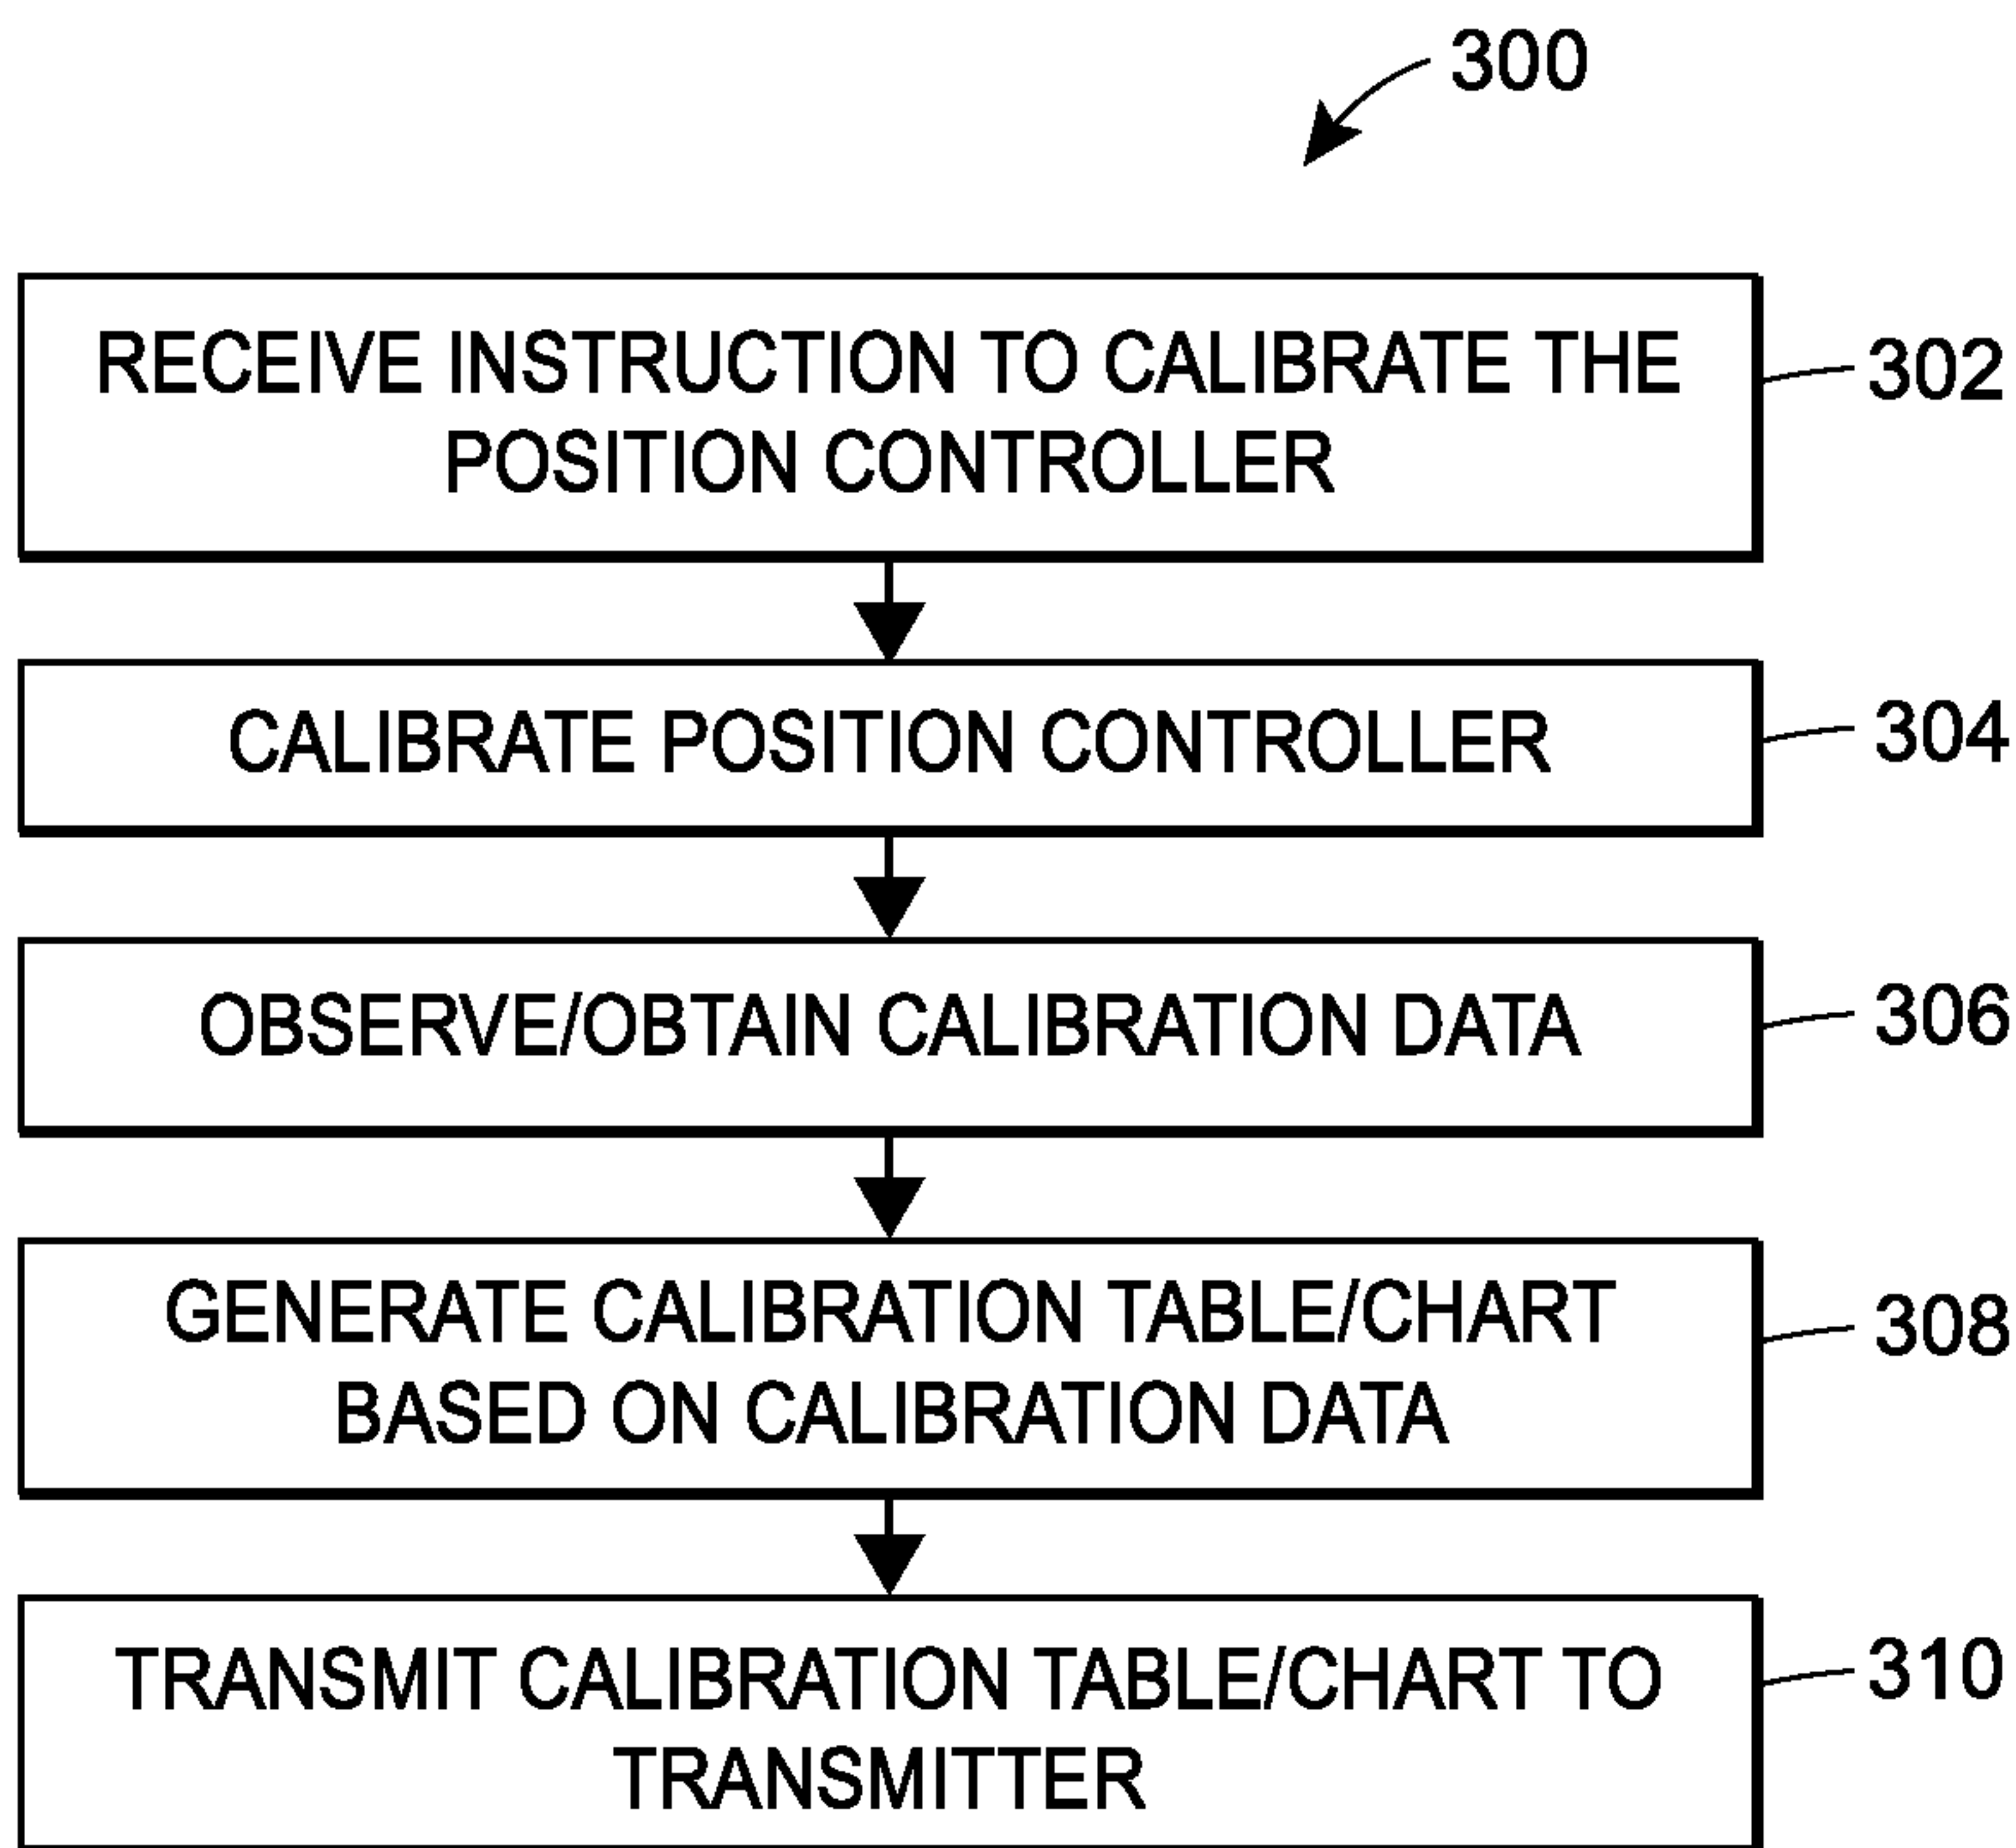 300
RECEIVE INSTRUCTION TO CALIBRATE THE
POSITION CONTROLLER
302
CALIBRATE POSITION CONTROLLER
304
OBSERVE/OBTAIN CALIBRATION DATA
306
GENERATE CALIBRATION TABLE/CHART
BASED ON CALIBRATION DATA
308
TRANSMIT CALIBRATION TABLE/CHART TO
TRANSMITTER
310